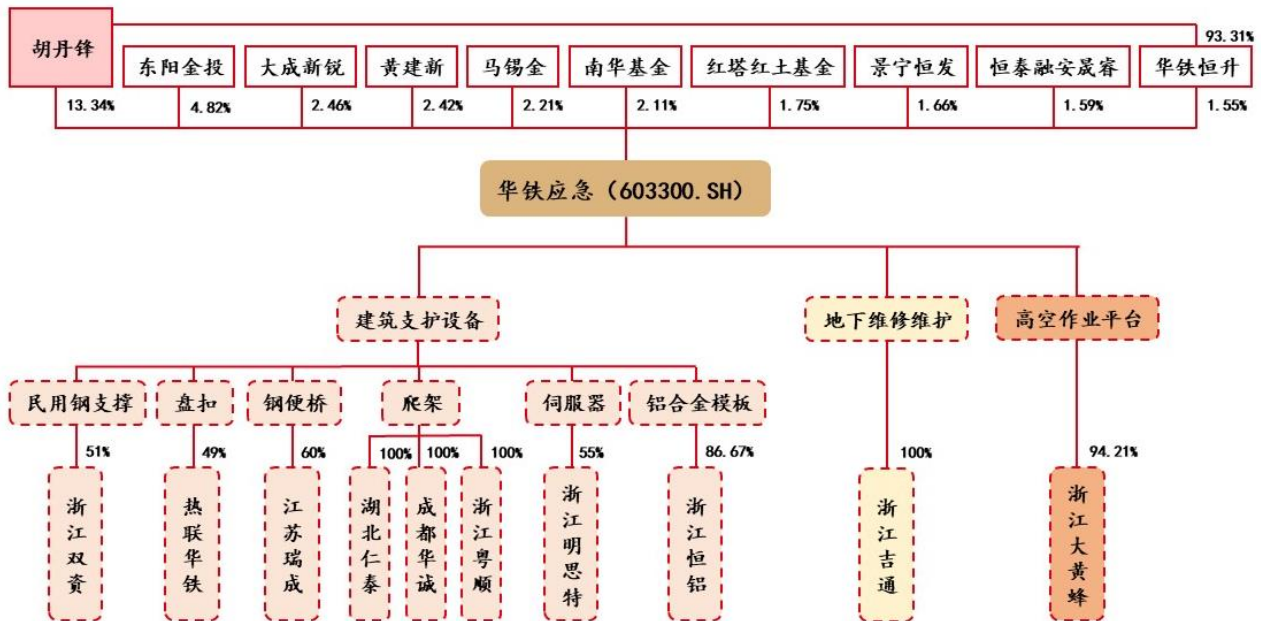 胡丹锋
93.31%
东阳金投
大成新锐
黄建新
马锡金
南华基金
红塔红土基金
景宁恒发
恒泰融安晟睿
华铁恒升
13.34%
4.82%
2.46%
2.42%
2.21%
2.11%
1.75%
1.66%
1.59%
1.55%
华铁应急（603300.SH）
建筑支护设备
地下维修维护
高空作业平台
民用钢支撑
盘扣
钢便桥
爬架
伺服器
铝合金模板
51%
49%
60%
100%
100%
100%
55%
86.67%
100%
94.21%
浙江双资
热联华铁
江苏瑞成
湖北仁泰
成都华诚
浙江粤顺
浙江明思特
浙江恒铝
浙江吉通
浙江大黄蜂